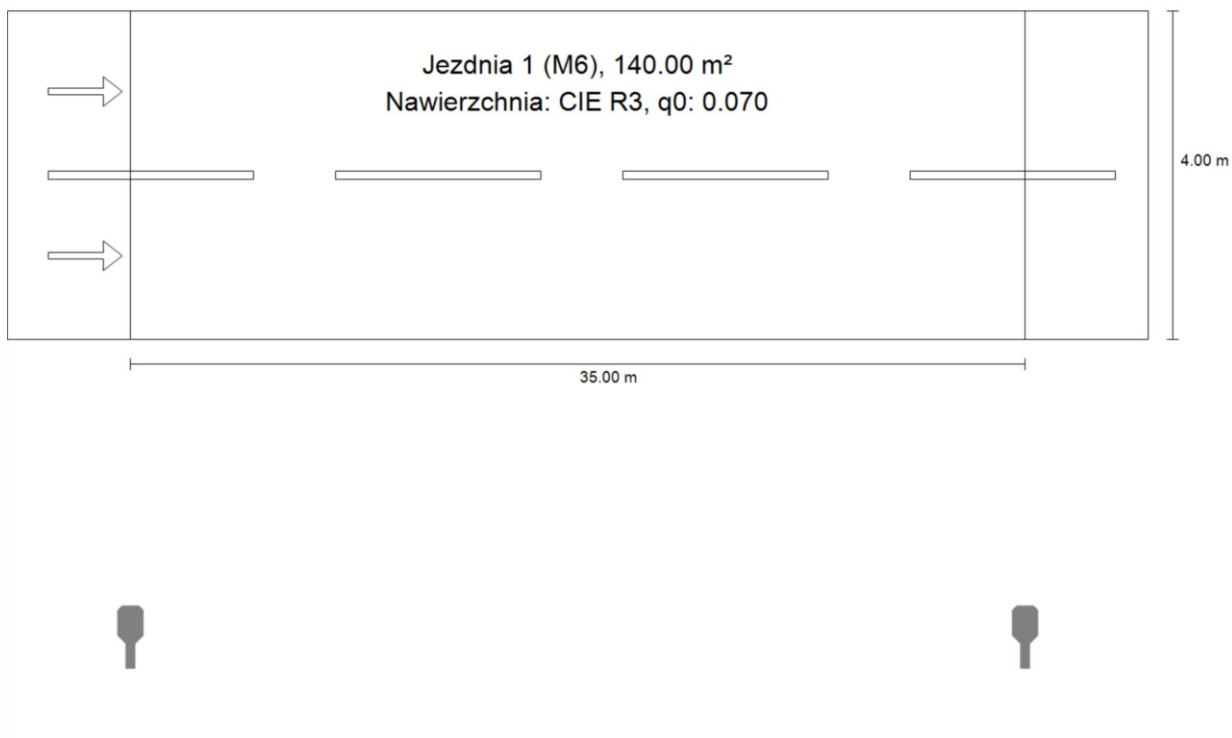 Jezdnia 1 (M6), 140.00 m²
Nawierzchnia: CIE R3, q0: 0.070
4.00 m
35.00 m